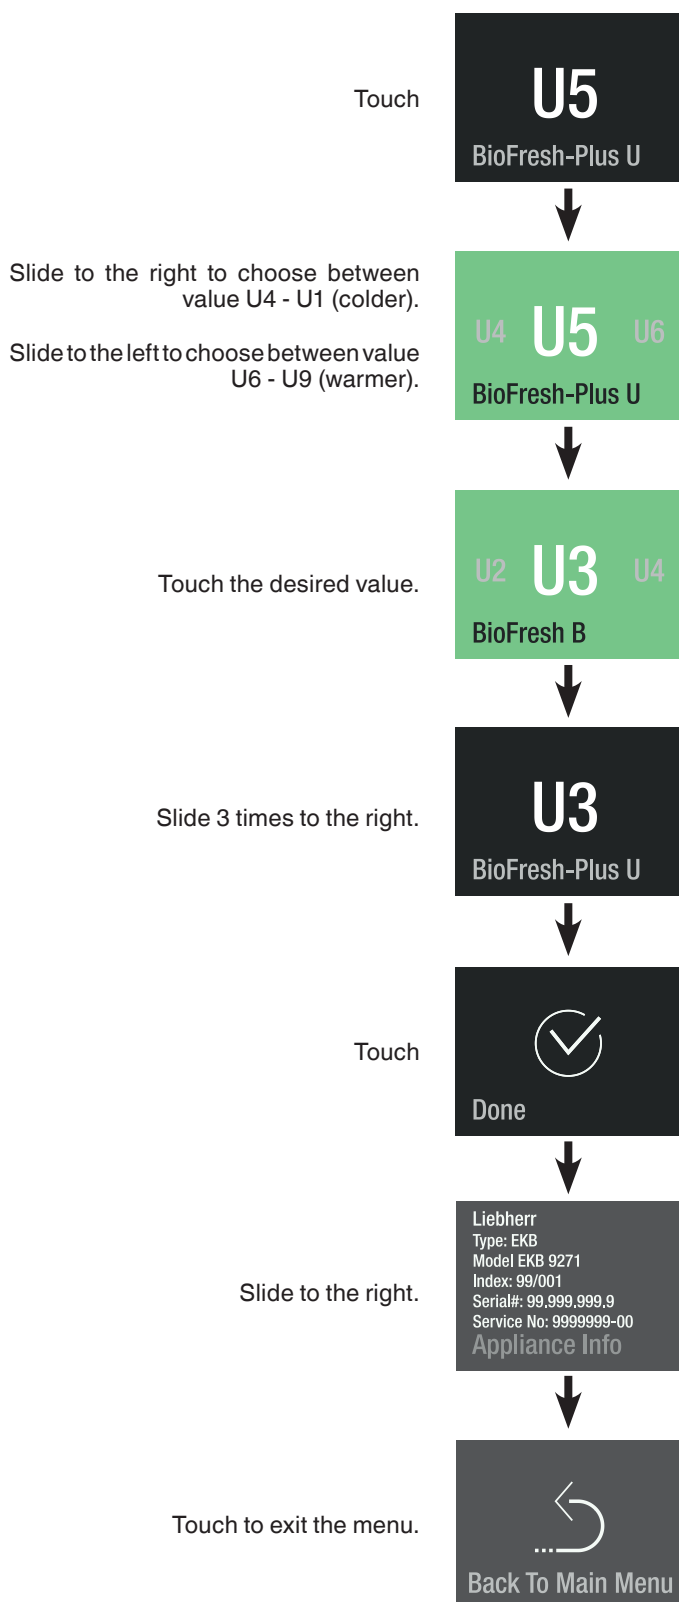 Touch
U5
BioFresh-Plus U
Slide to the right to choose between
value U4 - U1 (colder).
Slide to the left to choose between value
U6 - U9 (warmer).
U4 U5 U6
BioFresh-Plus U
Touch the desired value.
U2 U3 U4
BioFresh B
Slide 3 times to the right.
U3
BioFresh-Plus U
Touch
Done
Slide to the right.
Liebherr
Type: EKB
Model EKB 9271
Index: 99/001
Serial#: 99,999,999,9
Service No: 9999999-00
Appliance Info
Touch to exit the menu.
Back To Main Menu